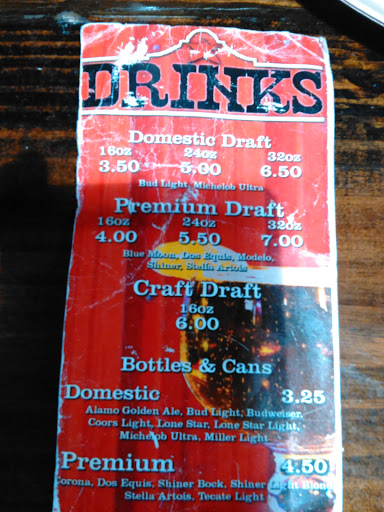 DRINKS
Domestic Draft
16oz 24oz 32oz
3.50 5.00 6.50
Bud Light, Michelob Ultra
Premium Draft
16oz 24oz 32oz
4.00 5.50 7.00
Blue Moon, Dos Equis, Modelo,
Shiner, Stella Artois
Craft Draft
16oz
6.00
Bottles & Cans
Domestic 3.25
Alamo Golden Ale, Bud Light, Budweiser,
Coors Light, Lone Star, Lone Star Light,
Michelob Ultra, Miller Light
Premium 4.50
Corona, Dos Equis, Shiner Bock, Shiner Light Blond
Stella Artois, Tecate Light